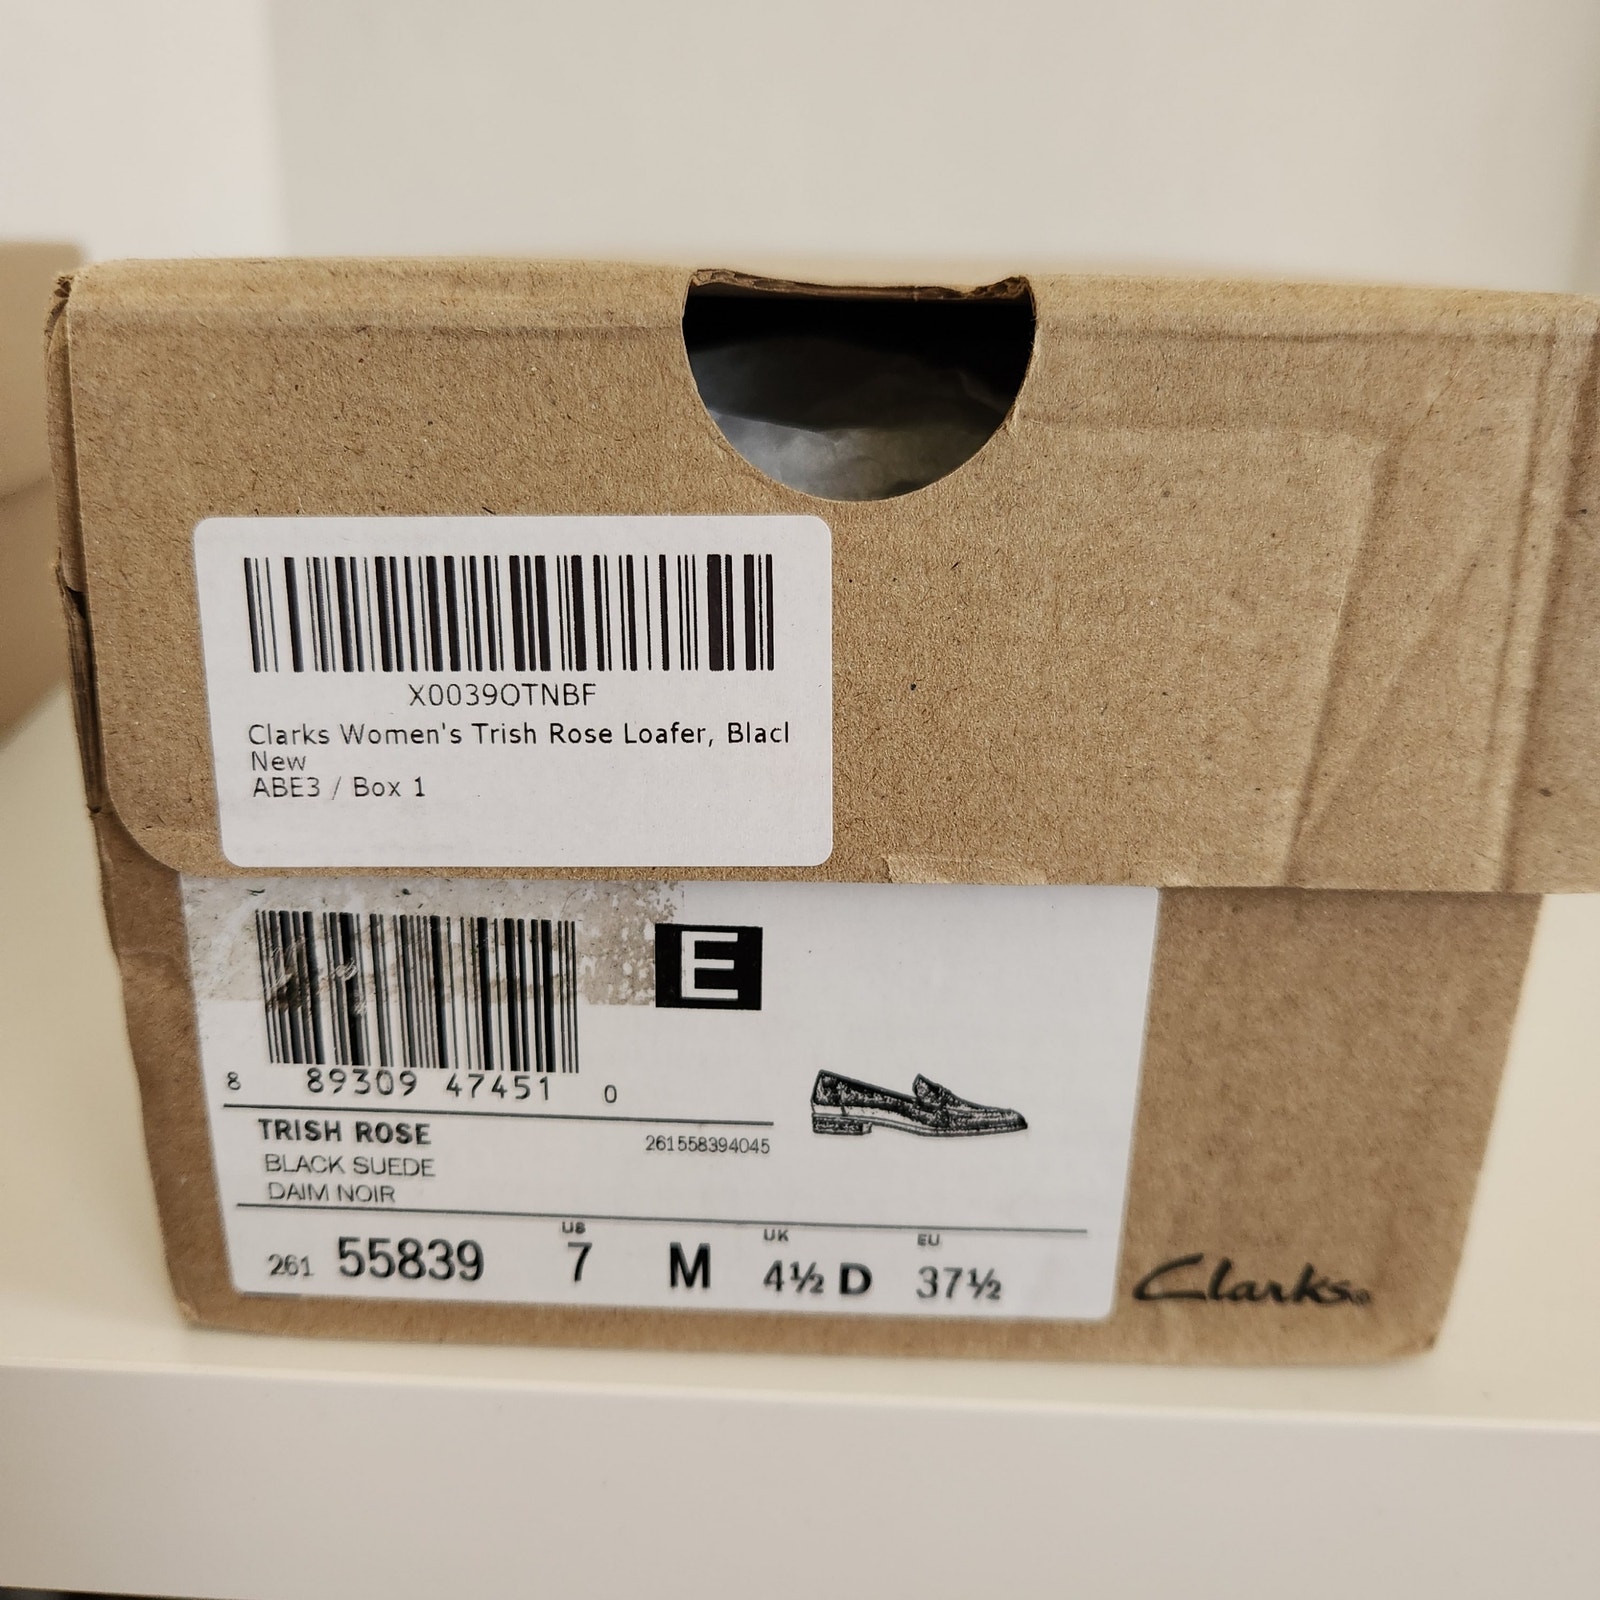 X0039OTNBF
Clarks Women's Trish Rose Loafer, Blacl
New
ABE3 / Box 1
E
8 89309 47451 0
TRISH ROSE
261558394045
BLACK SUEDE
DAIM NOIR
US UK EU
261 55839 7 M 4½ D 37½
Clarks®